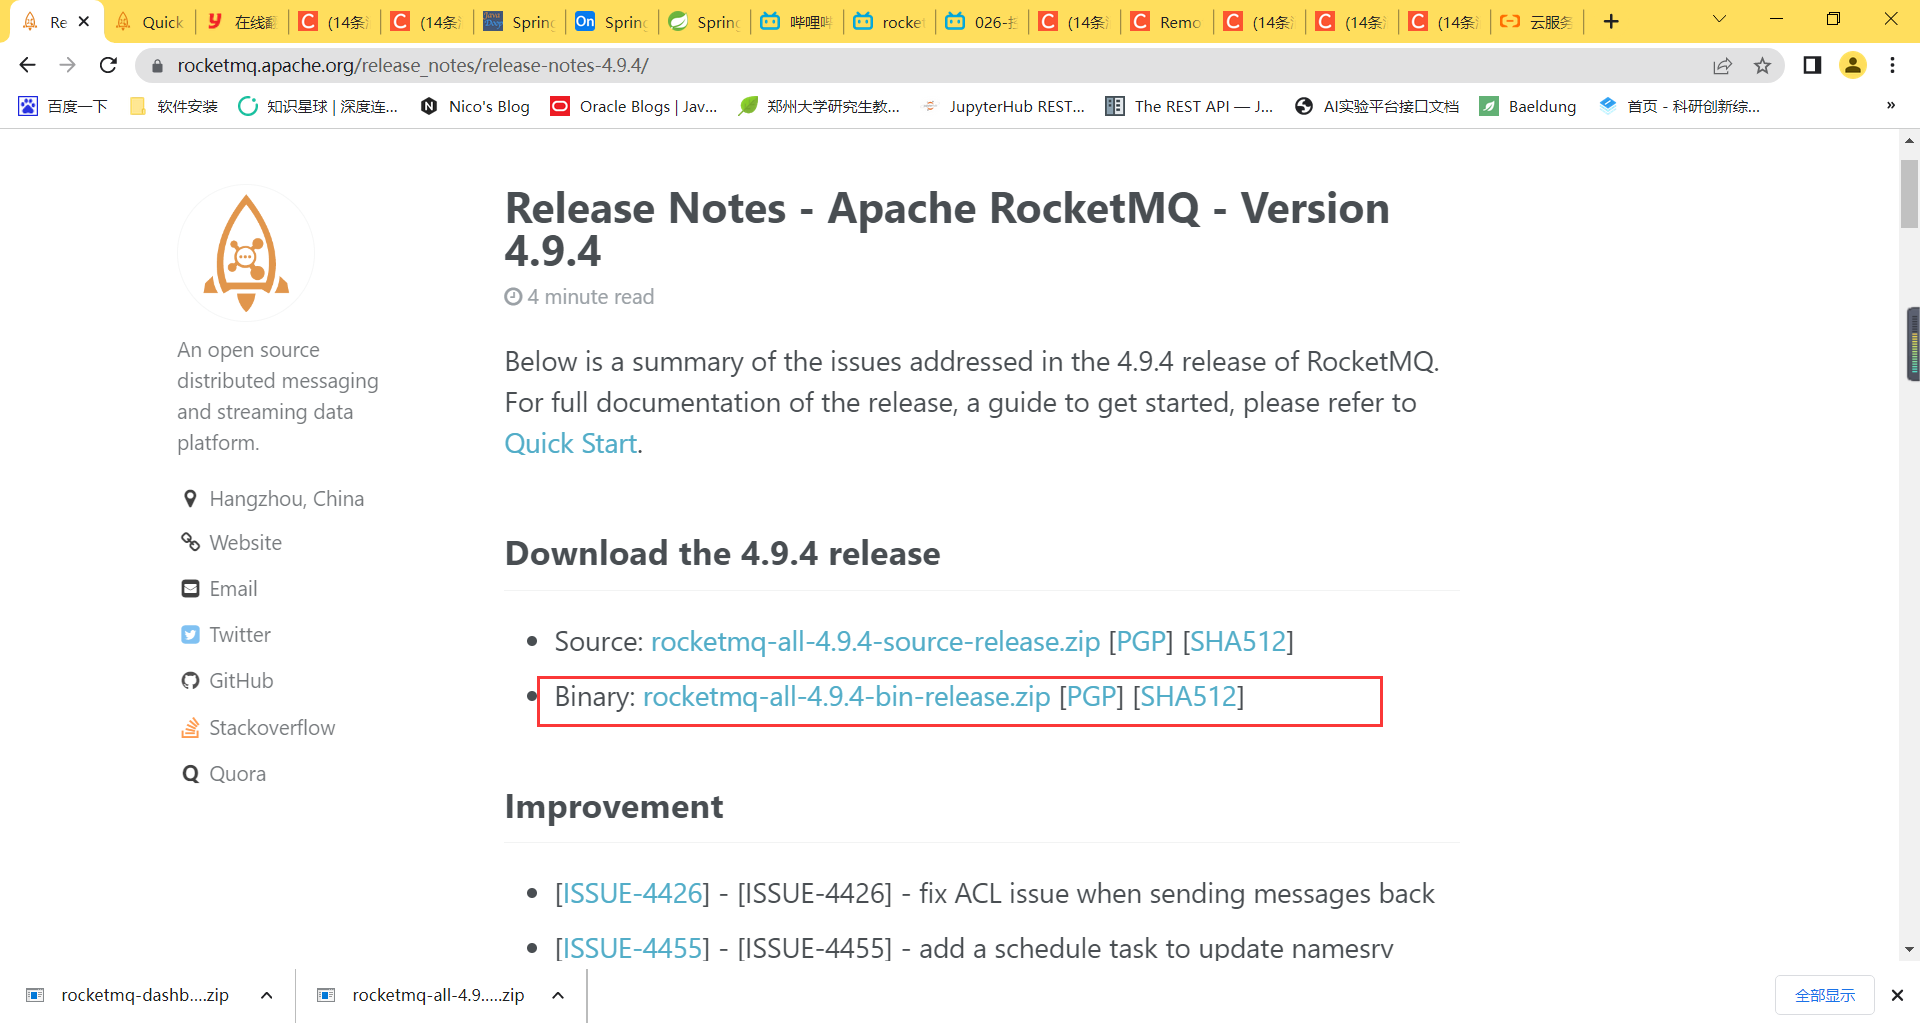 Re
Quick
在线翻
(14条
(14条
Spring
On
Spring
Spring
哔哩哔
rocket
026-
(14条
Remo
(14条
(14条
(14条
云服务
rocketmq.apache.org/release_notes/release-notes-4.9.4/
百度一下
软件安装
知识星球 | 深度连...
Nico's Blog
Oracle Blogs | Jav...
郑州大学研究生教...
JupyterHub REST...
The REST API — J...
AI实验平台接口文档
Baeldung
首页 - 科研创新综...
»
An open source
distributed messaging
and streaming data
platform.
Hangzhou, China
Website
Email
Twitter
GitHub
Stackoverflow
Quora
Release Notes - Apache RocketMQ - Version
4.9.4
4 minute read
Below is a summary of the issues addressed in the 4.9.4 release of RocketMQ.
For full documentation of the release, a guide to get started, please refer to
Quick Start.
Download the 4.9.4 release
Source: rocketmq-all-4.9.4-source-release.zip [PGP] [SHA512]
Binary: rocketmq-all-4.9.4-bin-release.zip [PGP] [SHA512]
Improvement
[ISSUE-4426] - [ISSUE-4426] - fix ACL issue when sending messages back
[ISSUE-4455] - [ISSUE-4455] - add a schedule task to update namesrv
rocketmq-dashb....zip
rocketmq-all-4.9.....zip
全部显示